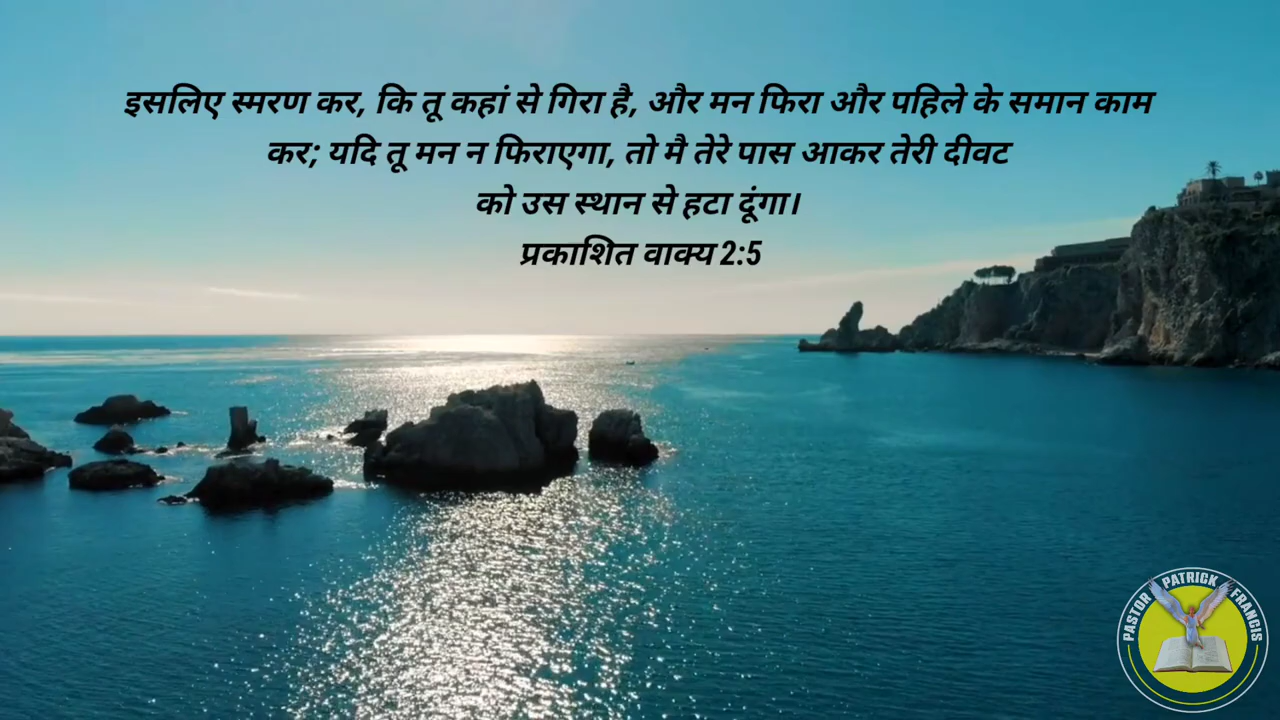 इसलिए स्मरण कर, कि तू कहां से गिरा है, और मन फिरा और पहिले के समान काम
कर; यदि तू मन न फिराएगा, तो मै तेरे पास आकर तेरी दीवट
को उस स्थान से हटा दूंगा।
प्रकाशित वाक्य 2:5
PASTOR PATRICK FRANCIS